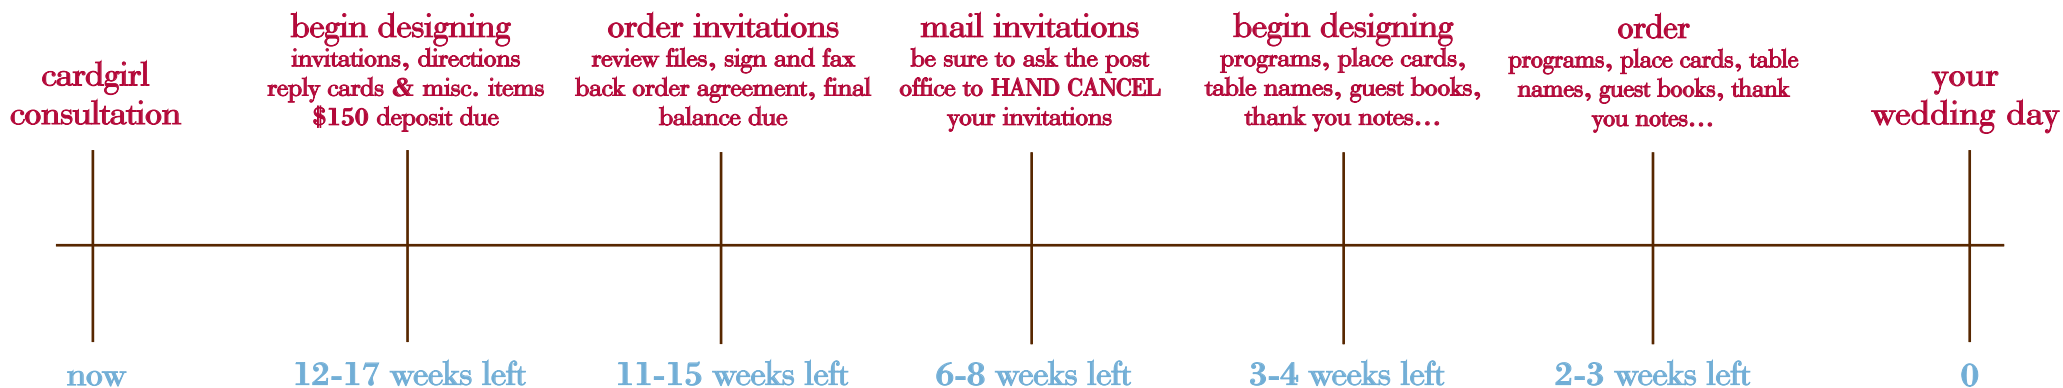 cardgirl
consultation
now
begin designing
invitations, directions
reply cards & misc. items
$150 deposit due
12-17 weeks left
order invitations
review files, sign and fax
back order agreement, final
balance due
11-15 weeks left
mail invitations
be sure to ask the post
office to HAND CANCEL
your invitations
6-8 weeks left
begin designing
programs, place cards,
table names, guest books,
thank you notes...
3-4 weeks left
order
programs, place cards, table
names, guest books, thank
you notes...
2-3 weeks left
your
wedding day
0